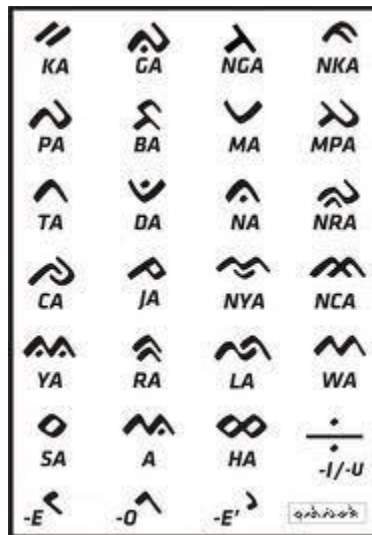 ᨀ ᨁ ᨂ ᨃ
KA GA NGA NKA
ᨄ ᨅ ᨆ ᨇ
PA BA MA MPA
ᨈ ᨉ ᨊ ᨋ
TA DA NA NRA
ᨌ ᨍ ᨎ ᨏ
CA JA NYA NCA
ᨐ ᨑ ᨒ ᨓ
YA RA LA WA
ᨔ ᨕ ᨖ
SA A HA -I/-U
-E ᨙ -O ᨚ -E' ᨛ